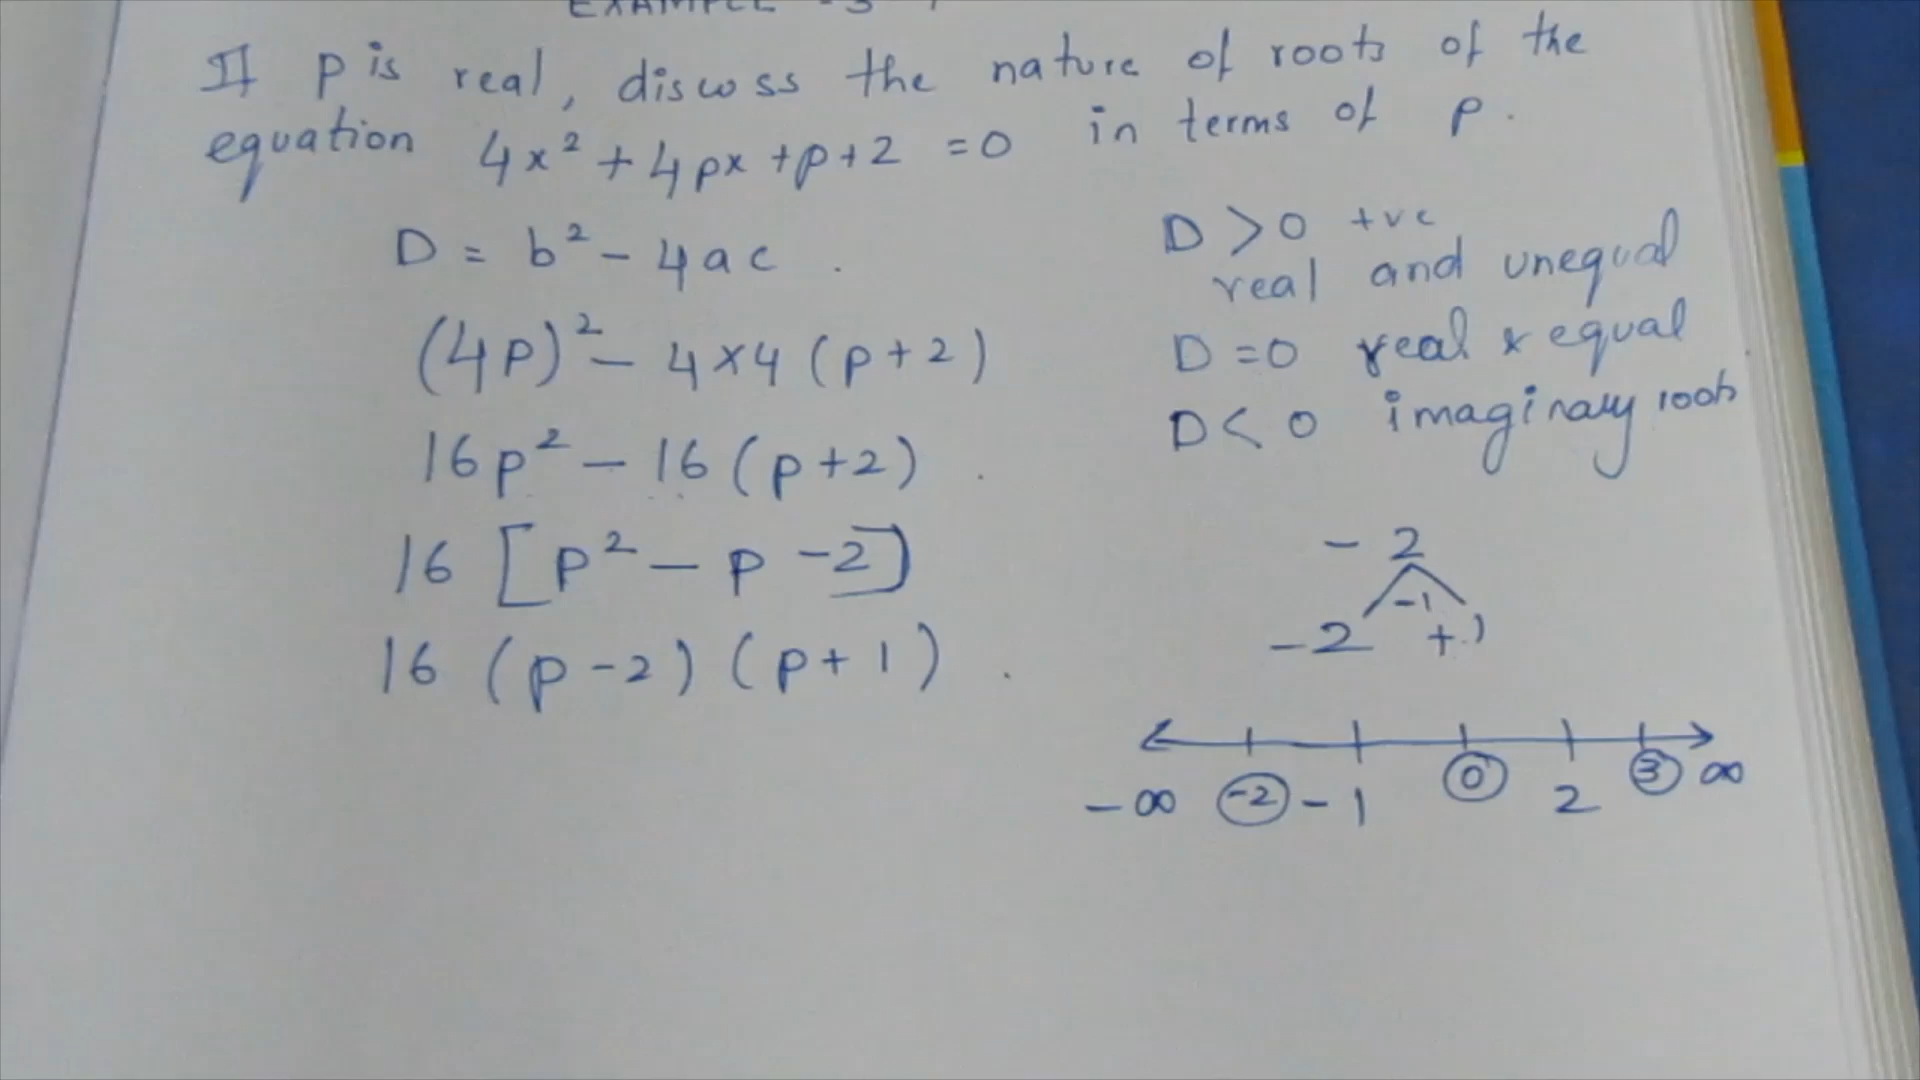 EXAMPLE - 3
If p is real, discuss the nature of roots of the
equation 4x² + 4px + p + 2 = 0 in terms of p.
D = b² - 4ac
(4p)² - 4×4 (p+2)
16p² - 16 (p+2)
16 [p² - p - 2]
16 (p-2) (p+1)
D > 0 +ve
real and unequal
D = 0 real & equal
D < 0 imaginary roots
- 2
-1
-2 +1
-∞ -2 -1 0 2 3 ∞